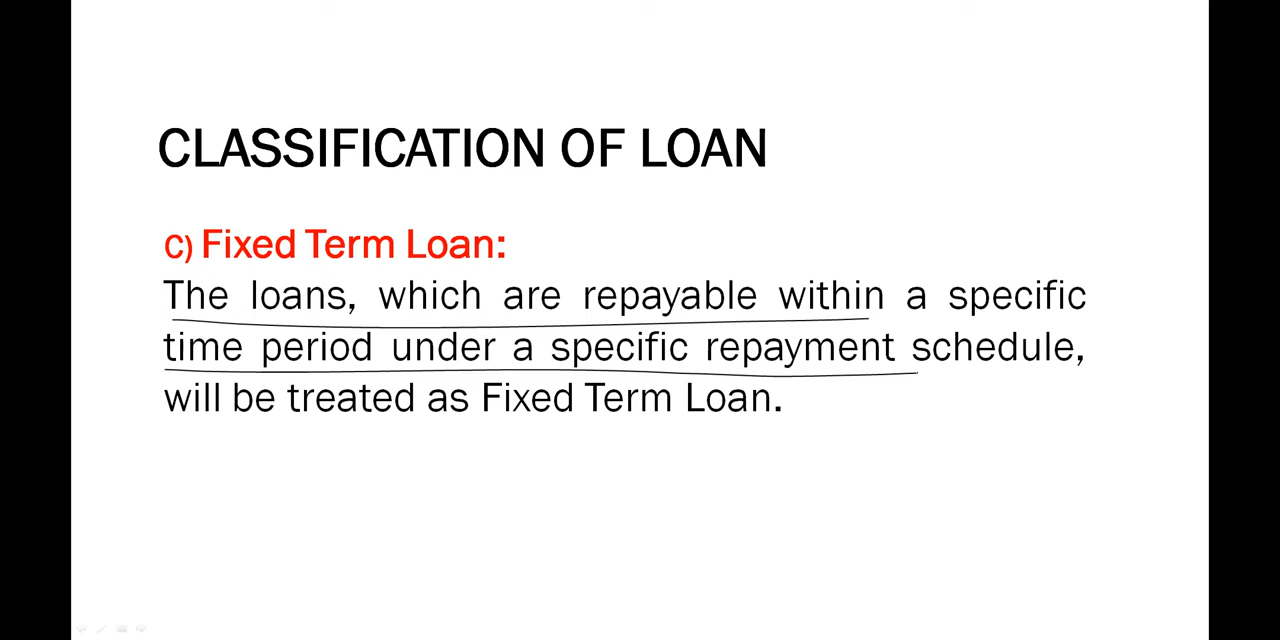 CLASSIFICATION OF LOAN
C) Fixed Term Loan:
The loans, which are repayable within a specific
time period under a specific repayment schedule,
will be treated as Fixed Term Loan.